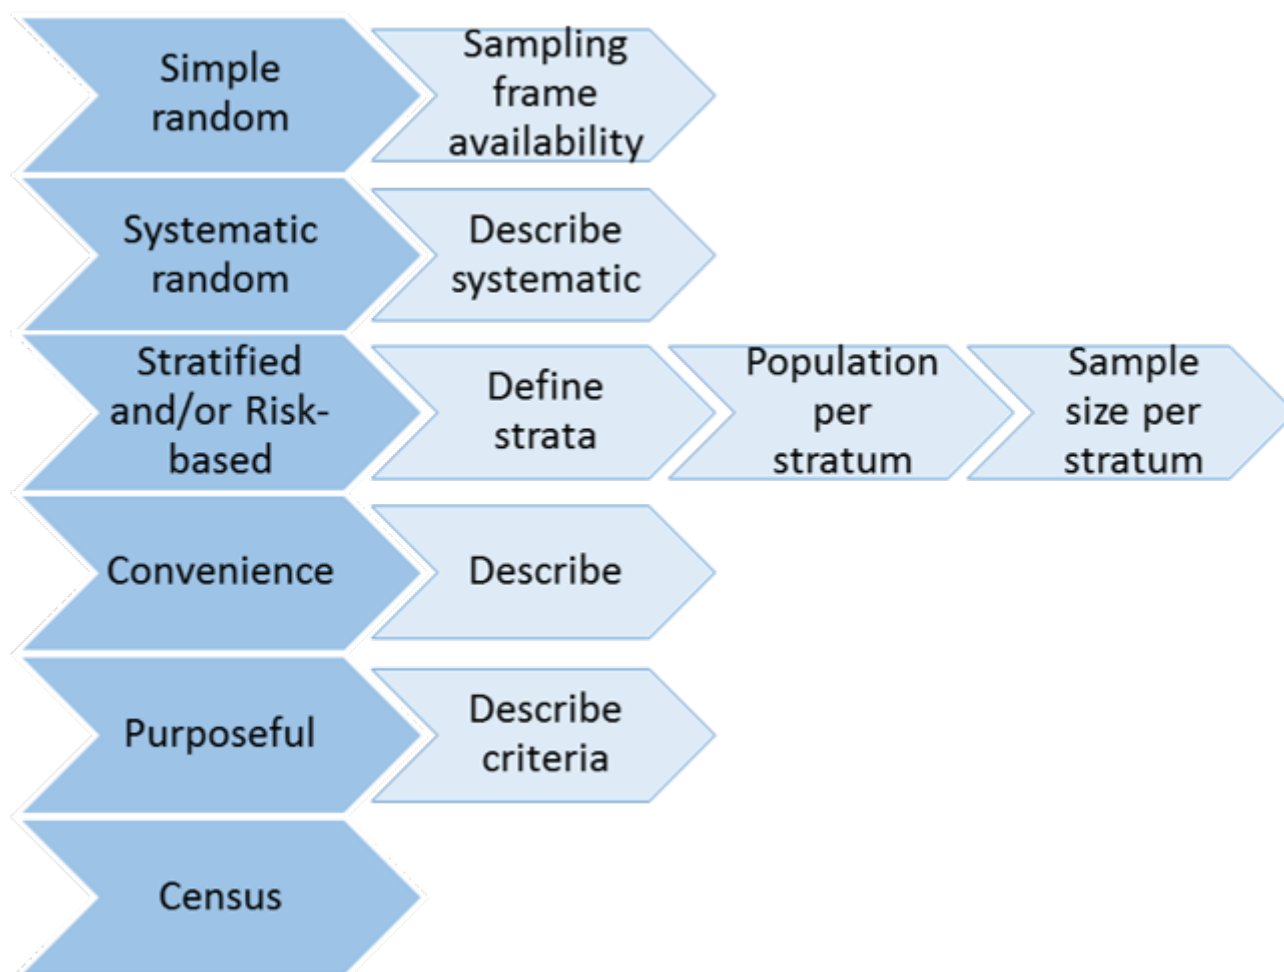 Simple
random
Sampling
frame
availability
Systematic
random
Describe
systematic
Stratified
and/or Risk-
based
Define
strata
Population
per
stratum
Sample
size per
stratum
Convenience
Describe
Purposeful
Describe
criteria
Census